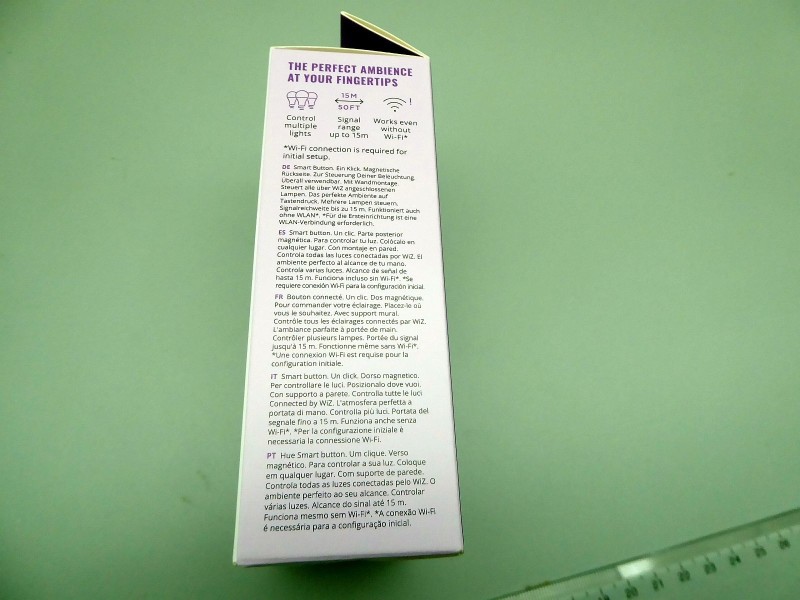 THE PERFECT AMBIENCE
AT YOUR FINGERTIPS
15M
50FT
!
Control
multiple
lights
Signal
range
up to 15m
Works even
without
Wi-Fi*
*Wi-Fi connection is required for
initial setup.
DE Smart Button. Ein Klick. Magnetische
Rückseite. Zur Steuerung Deiner Beleuchtung.
Überall verwendbar. Mit Wandmontage.
Steuert alle über WiZ angeschlossenen
Lampen. Das perfekte Ambiente auf
Tastendruck. Mehrere Lampen steuern.
Signalreichweite bis zu 15 m. Funktioniert auch
ohne WLAN*. *Für die Ersteinrichtung ist eine
WLAN-Verbindung erforderlich.
ES Smart button. Un clic. Parte posterior
magnética. Para controlar tu luz. Colócalo en
cualquier lugar. Con montaje en pared.
Controla todas las luces conectadas por WiZ. El
ambiente perfecto al alcance de tu mano.
Controla varias luces. Alcance de señal de
hasta 15 m. Funciona incluso sin Wi-Fi*. *Se
requiere conexión Wi-Fi para la configuración inicial.
FR Bouton connecté. Un clic. Dos magnétique.
Pour commander votre éclairage. Placez-le où
vous le souhaitez. Avec support mural.
Contrôle tous les éclairages connectés par WiZ.
L'ambiance parfaite à portée de main.
Contrôler plusieurs lampes. Portée du signal
jusqu'à 15 m. Fonctionne même sans Wi-Fi*.
*Une connexion Wi-Fi est requise pour la
configuration initiale.
IT Smart button. Un click. Dorso magnetico.
Per controllare le luci. Posizionalo dove vuoi.
Con supporto a parete. Controlla tutte le luci
Connected by WiZ. L'atmosfera perfetta a
portata di mano. Controlla più luci. Portata del
segnale fino a 15 m. Funziona anche senza
Wi-Fi*. *Per la configurazione iniziale è
necessaria la connessione Wi-Fi.
PT Hue Smart button. Um clique. Verso
magnético. Para controlar a sua luz. Coloque
em qualquer lugar. Com suporte de parede.
Controla todas as luzes conectadas pelo WiZ. O
ambiente perfeito ao seu alcance. Controlar
várias luzes. Alcance do sinal até 15 m.
Funciona mesmo sem Wi-Fi*. *A conexão Wi-Fi
é necessária para a configuração inicial.
20 21 22 23 24 25 26